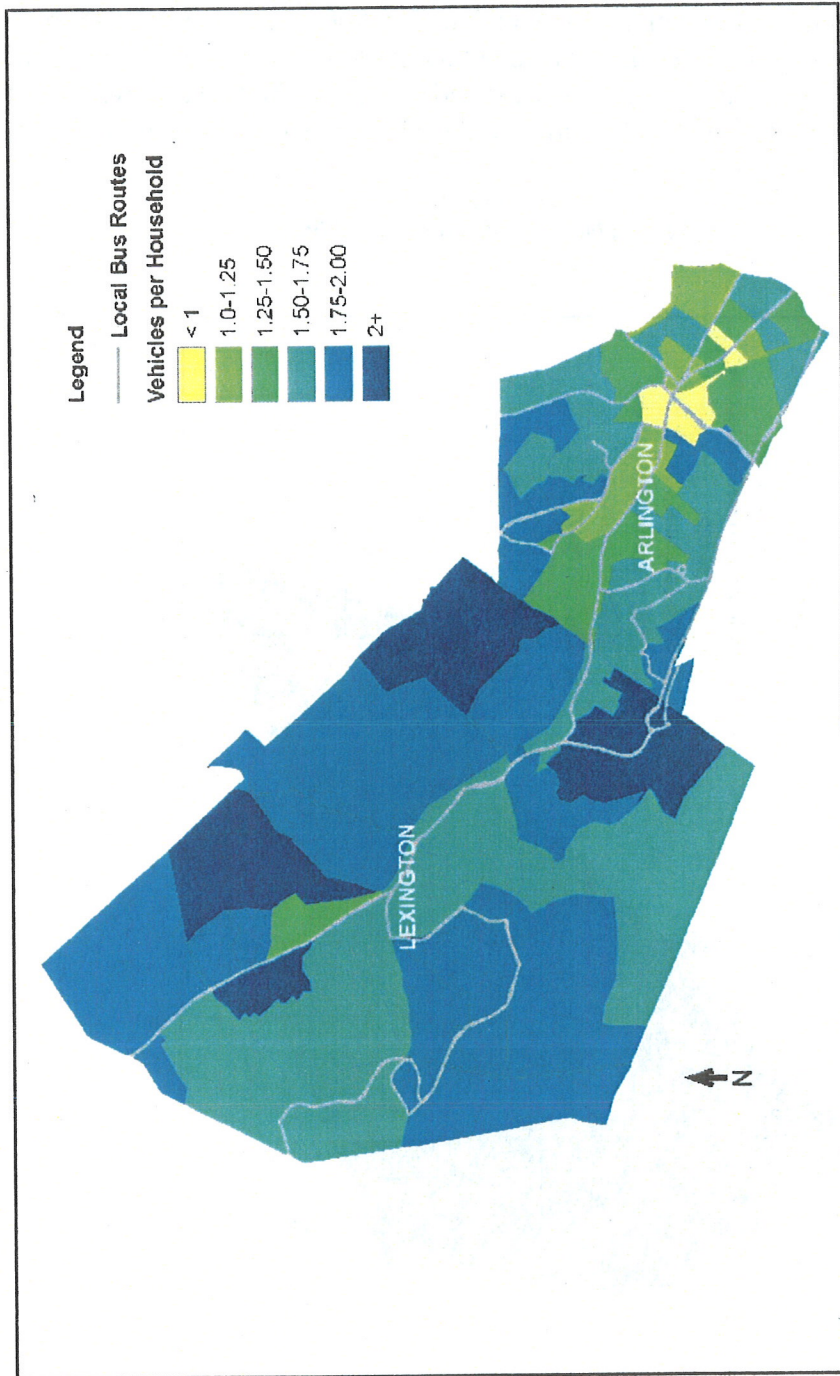 Legend
Local Bus Routes
Vehicles per Household
< 1
1.0-1.25
1.25-1.50
1.50-1.75
1.75-2.00
2+
LEXINGTON
ARLINGTON
N